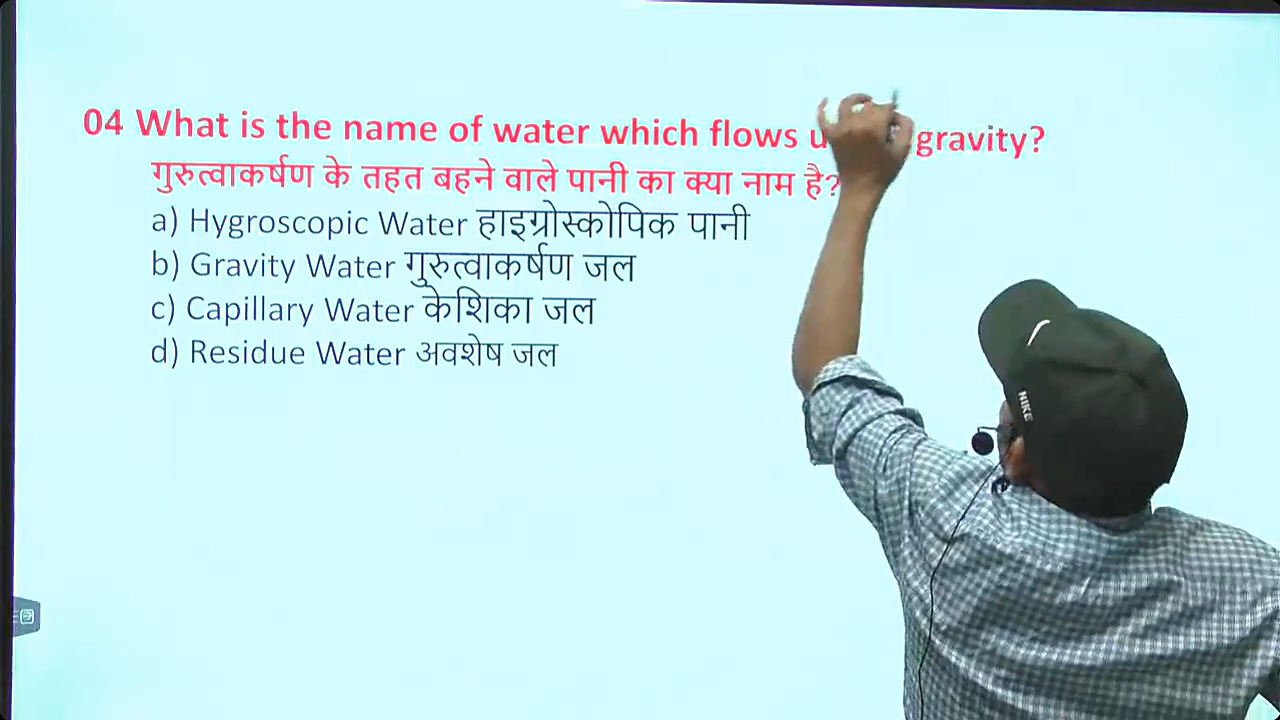 04 What is the name of water which flows gravity?
गुरुत्वाकर्षण के तहत बहने वाले पानी का क्या नाम है?
a) Hygroscopic Water हाइग्रोस्कोपिक पानी
b) Gravity Water गुरुत्वाकर्षण जल
c) Capillary Water केशिका जल
d) Residue Water अवशेष जल
NIKE